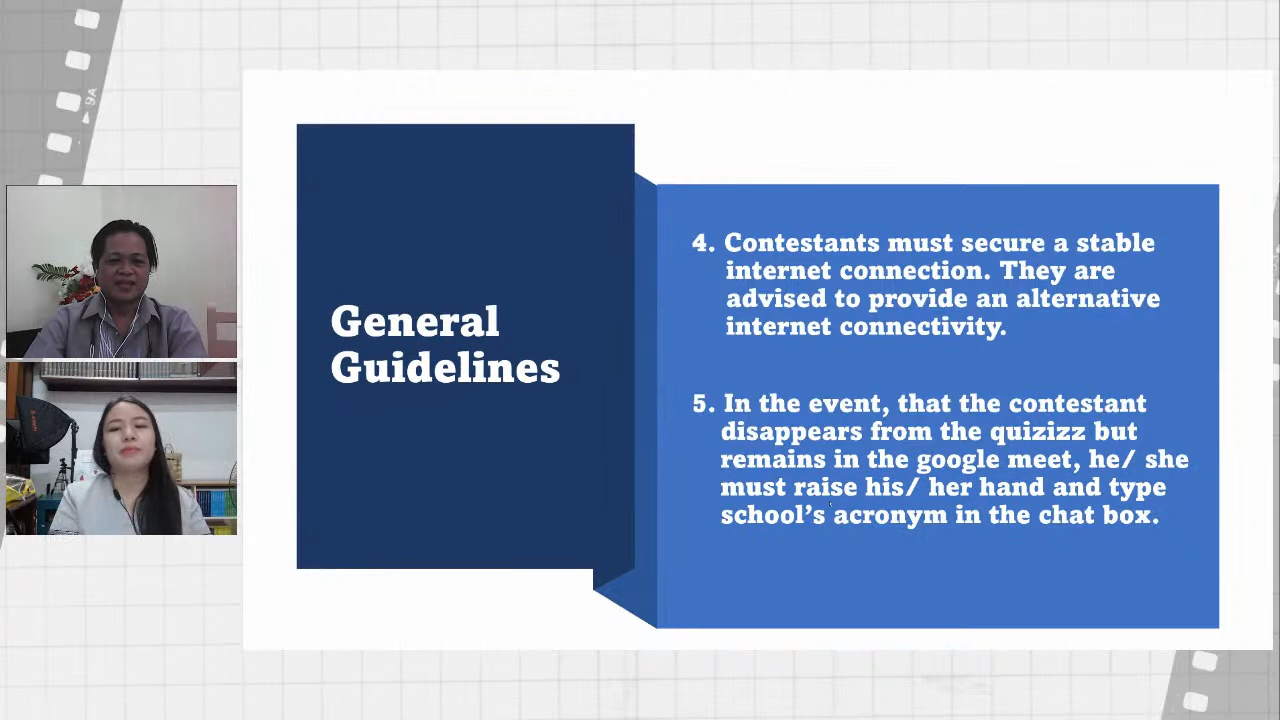 General
Guidelines
4. Contestants must secure a stable
internet connection. They are
advised to provide an alternative
internet connectivity.
5. In the event, that the contestant
disappears from the quizizz but
remains in the google meet, he/ she
must raise his/ her hand and type
school's acronym in the chat box.
9A